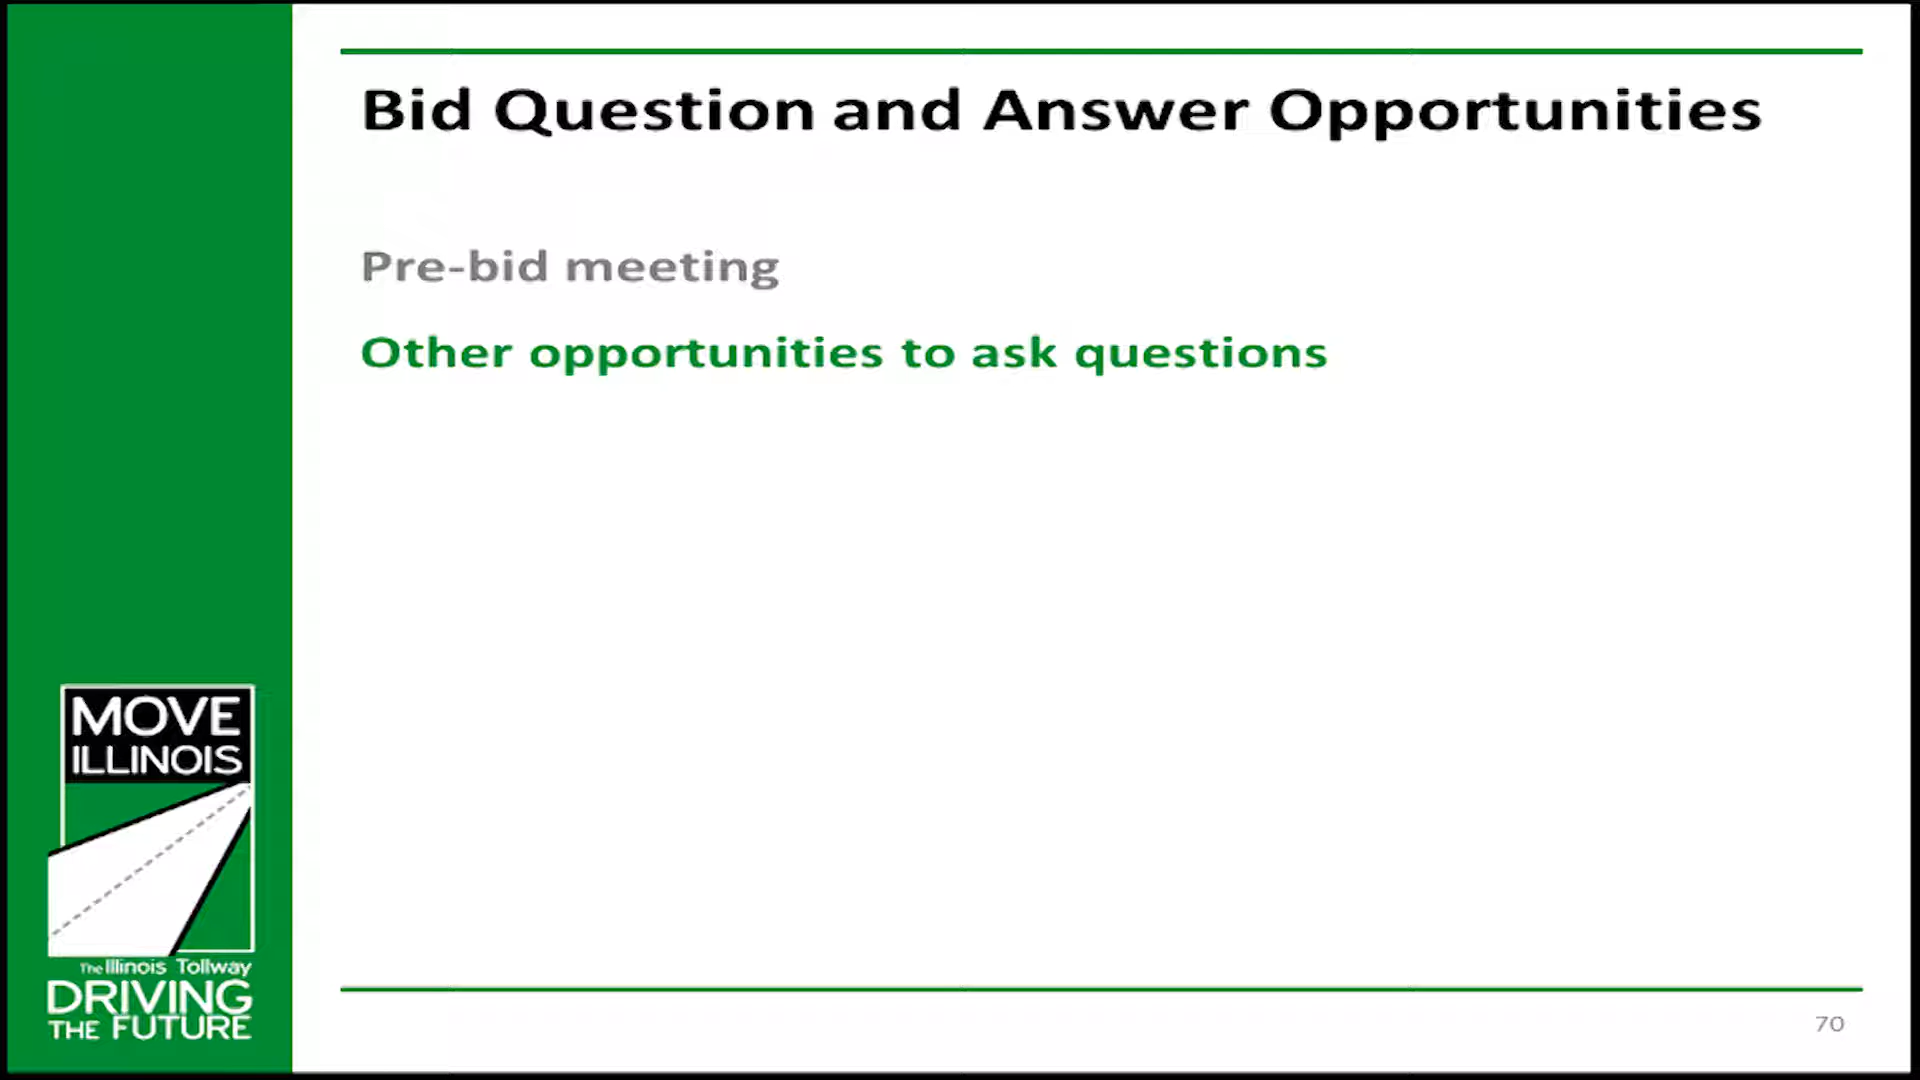 Bid Question and Answer Opportunities
Pre-bid meeting
Other opportunities to ask questions
MOVE
ILLINOIS
The Illinois Tollway
DRIVING
THE FUTURE
70